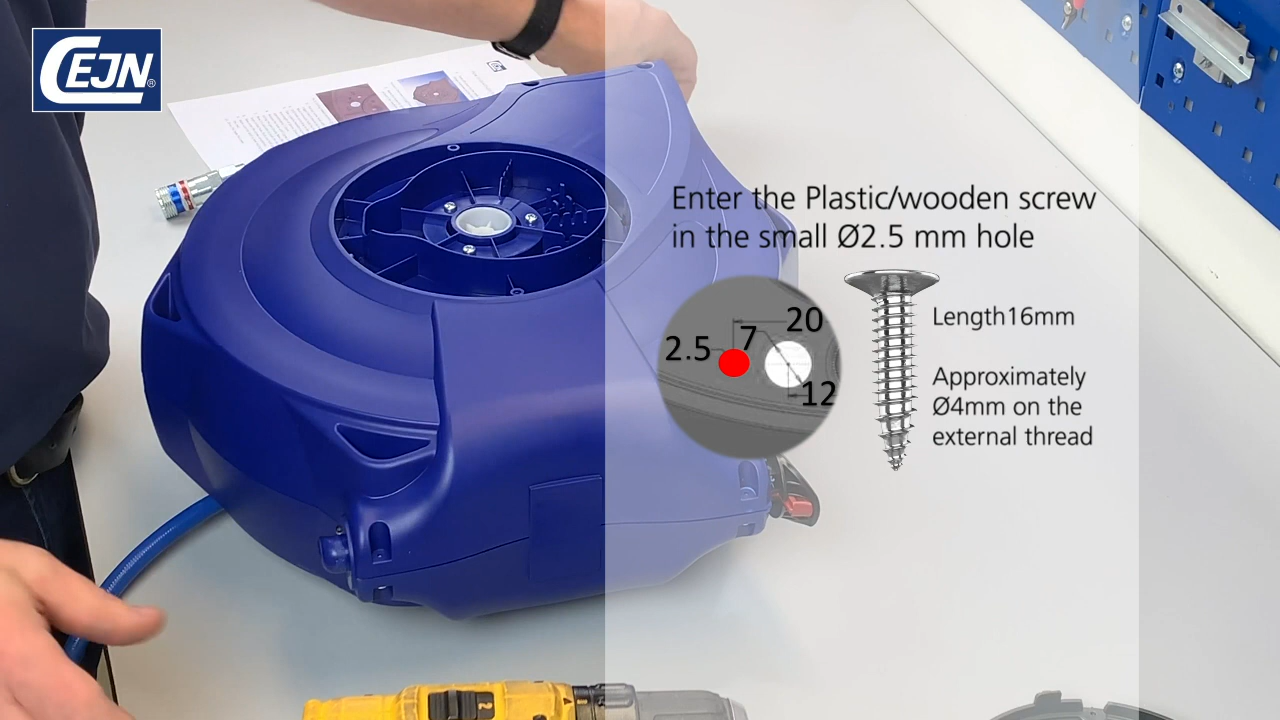 CEJN®
Enter the Plastic/wooden screw
in the small Ø2.5 mm hole
20
2.5
7
12
Length16mm
Approximately
Ø4mm on the
external thread